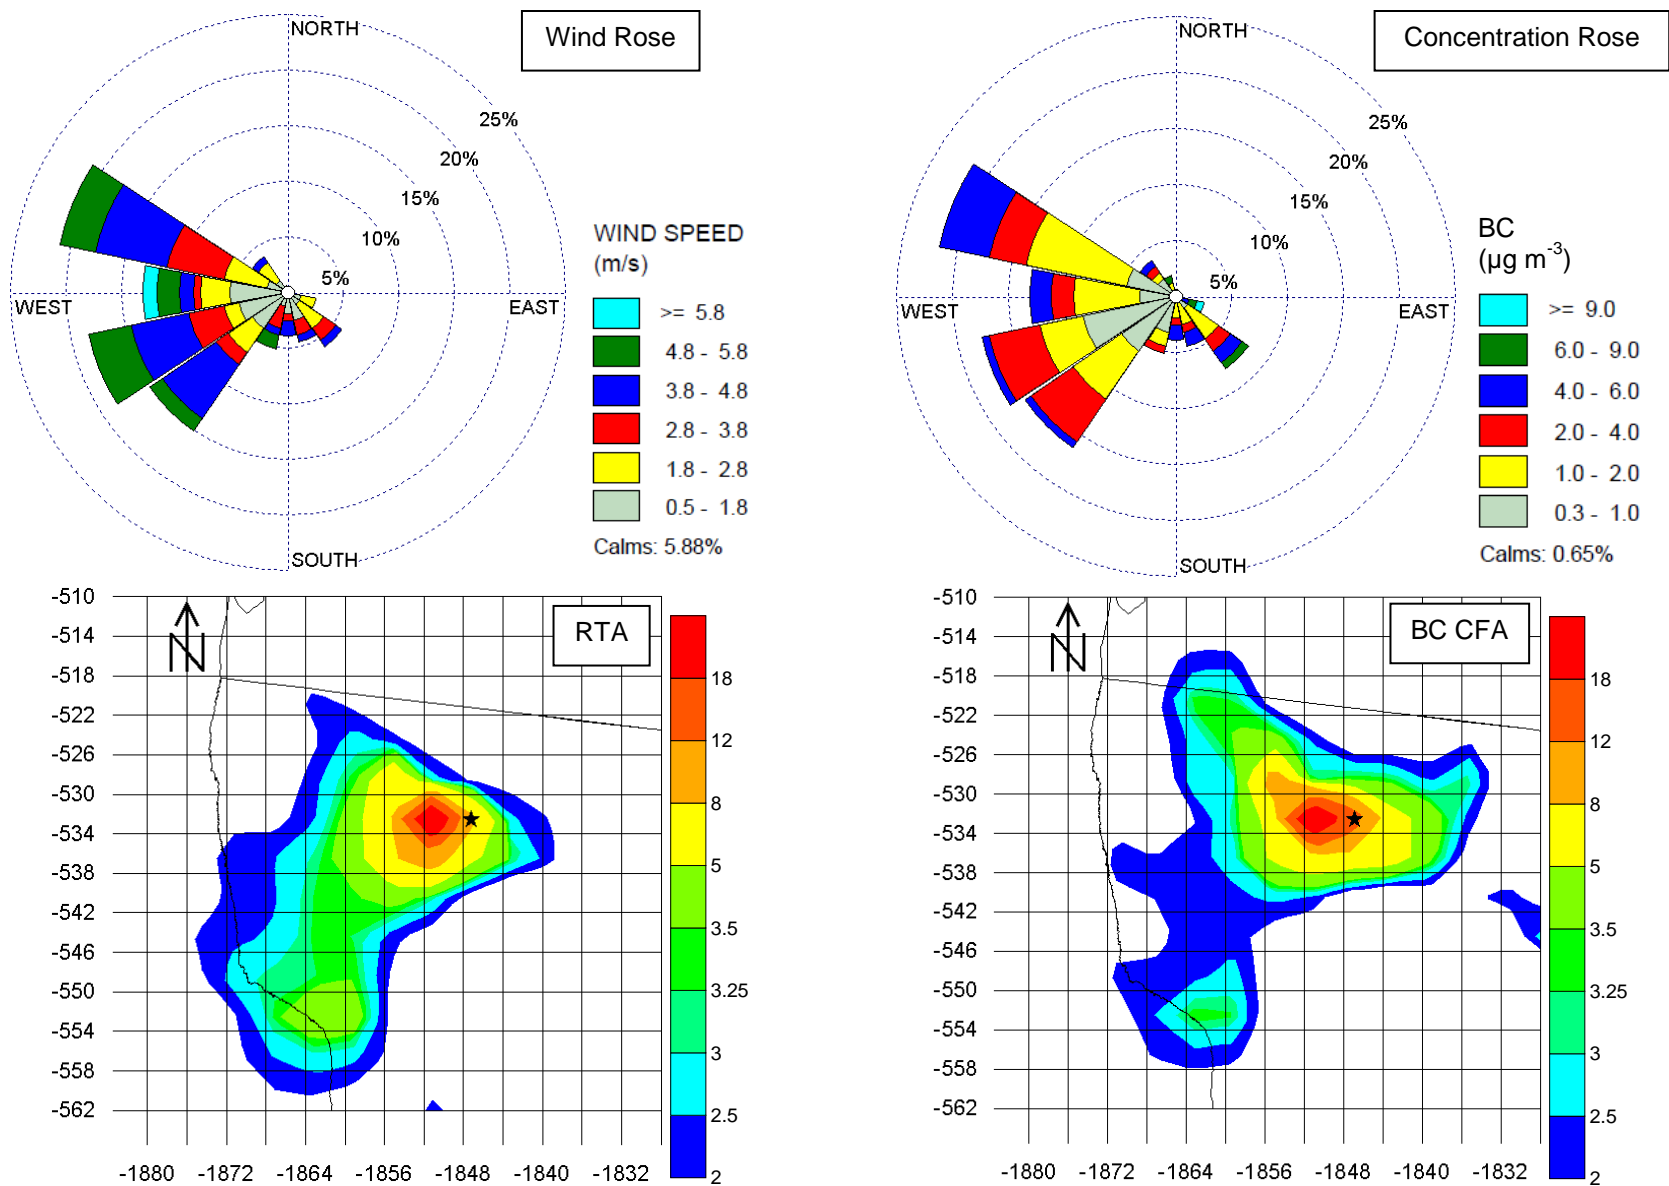 Wind Rose
NORTH
25%
20%
15%
10%
5%
WEST
EAST
SOUTH
WIND SPEED
(m/s)
>= 5.8
4.8 - 5.8
3.8 - 4.8
2.8 - 3.8
1.8 - 2.8
0.5 - 1.8
Calms: 5.88%
Concentration Rose
NORTH
25%
20%
15%
10%
5%
WEST
EAST
SOUTH
BC
(µg m⁻³)
>= 9.0
6.0 - 9.0
4.0 - 6.0
2.0 - 4.0
1.0 - 2.0
0.3 - 1.0
Calms: 0.65%
RTA
N
-510
-514
-518
-522
-526
-530
-534
-538
-542
-546
-550
-554
-558
-562
-1880 -1872 -1864 -1856 -1848 -1840 -1832
18
12
8
5
3.5
3.25
3
2.5
2
BC CFA
N
-510
-514
-518
-522
-526
-530
-534
-538
-542
-546
-550
-554
-558
-562
-1880 -1872 -1864 -1856 -1848 -1840 -1832
18
12
8
5
3.5
3.25
3
2.5
2